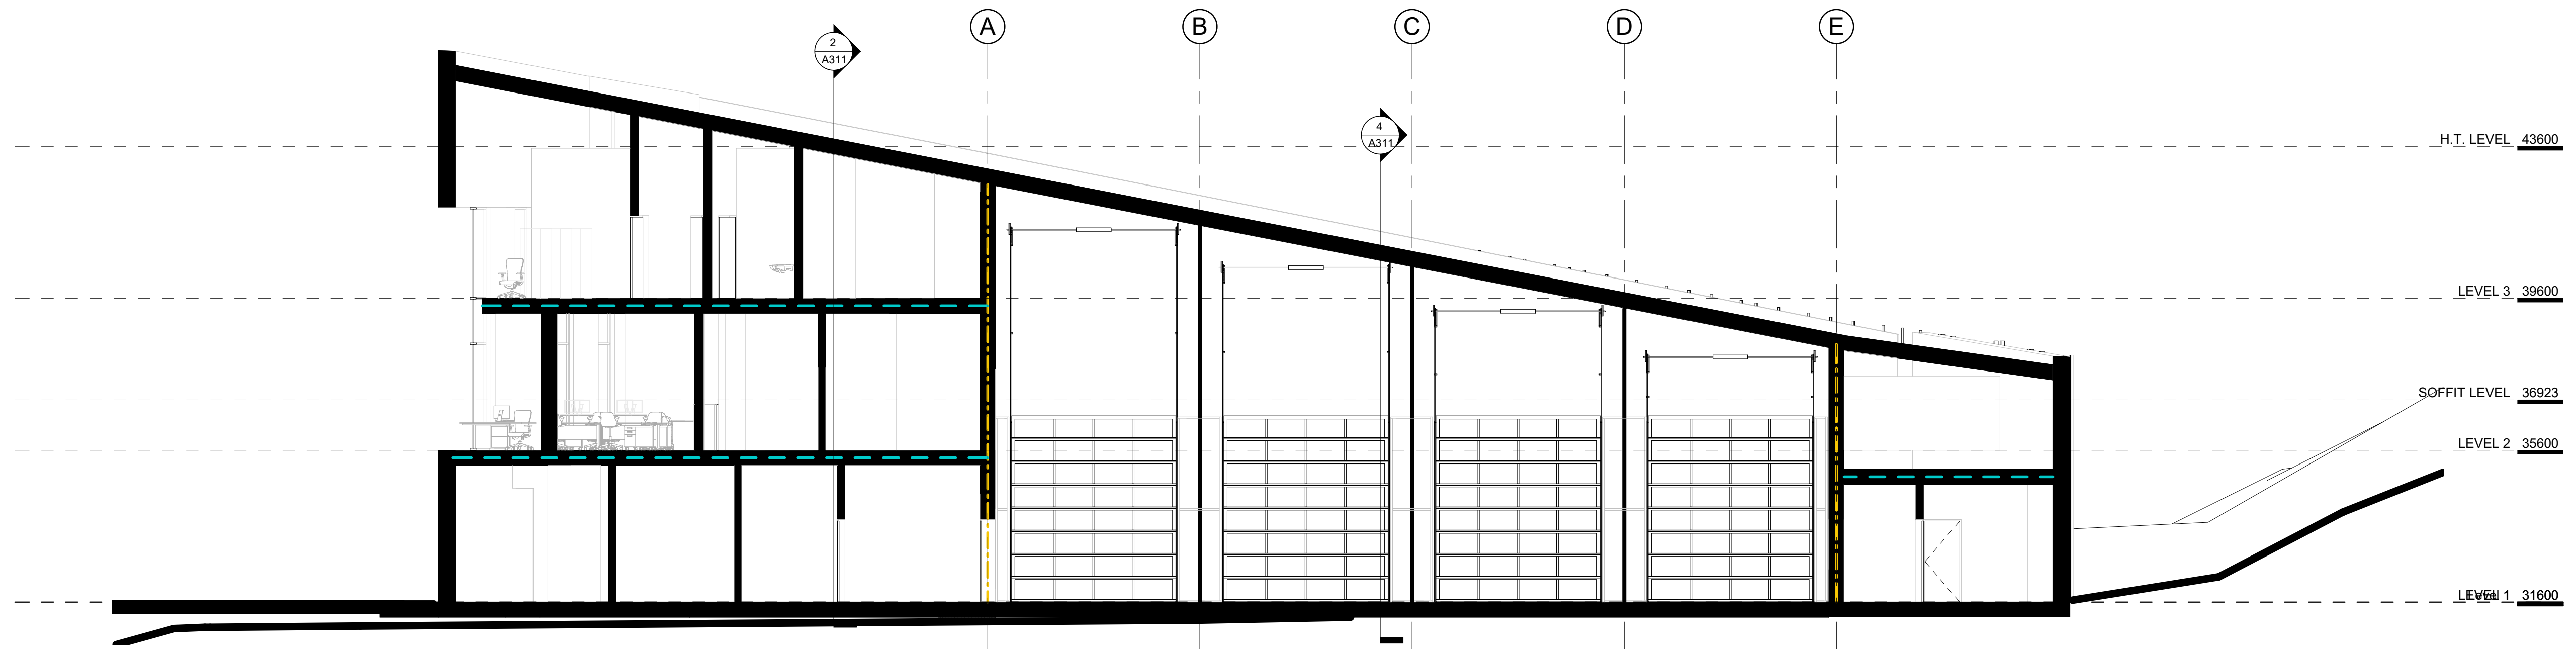 A
B
C
D
E
2
A311
4
A311
H.T. LEVEL 43600
LEVEL 3 39600
SOFFIT LEVEL 36923
LEVEL 2 35600
LEVEL 1 31600